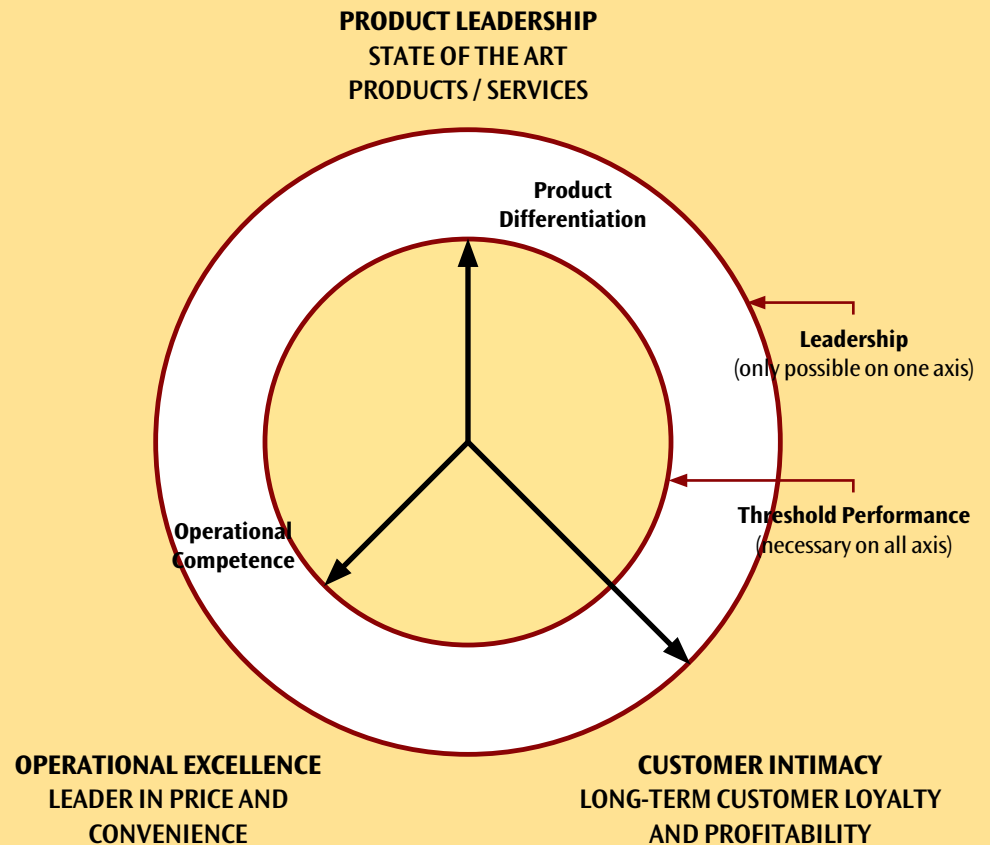 PRODUCT LEADERSHIP
STATE OF THE ART
PRODUCTS / SERVICES
Product
Differentiation
Leadership
(only possible on one axis)
Threshold Performance
(necessary on all axis)
Operational
Competence
OPERATIONAL EXCELLENCE
LEADER IN PRICE AND
CONVENIENCE
CUSTOMER INTIMACY
LONG-TERM CUSTOMER LOYALTY
AND PROFITABILITY